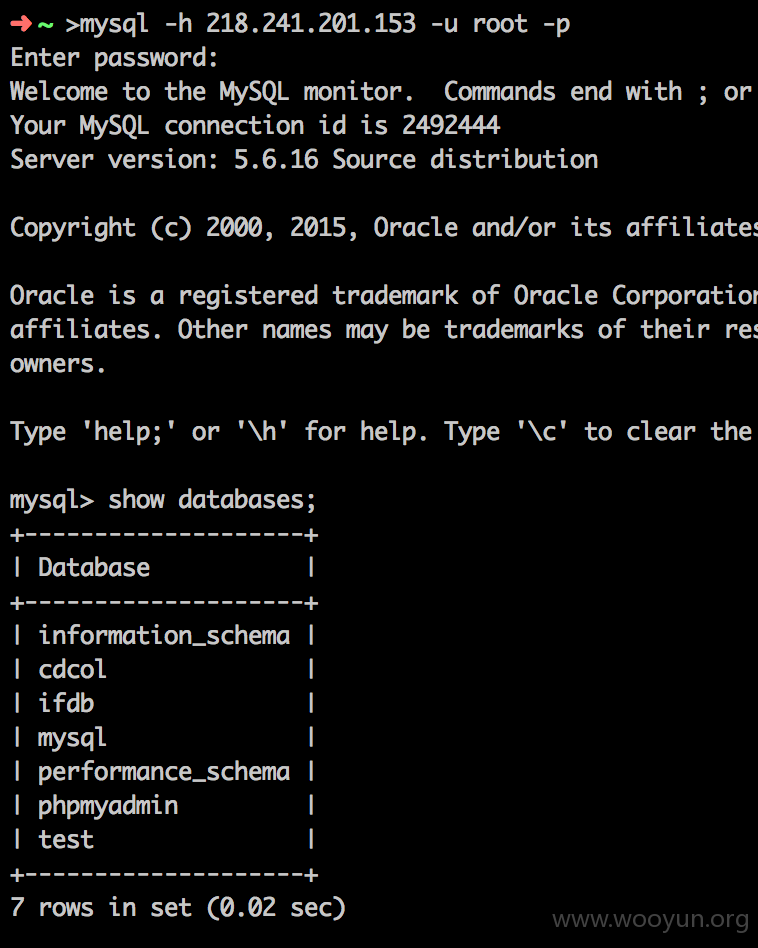 ➜ ~ >mysql -h 218.241.201.153 -u root -p
Enter password:
Welcome to the MySQL monitor.  Commands end with ; or
Your MySQL connection id is 2492444
Server version: 5.6.16 Source distribution
Copyright (c) 2000, 2015, Oracle and/or its affiliates
Oracle is a registered trademark of Oracle Corporation
affiliates. Other names may be trademarks of their res
owners.
Type 'help;' or '\h' for help. Type '\c' to clear the
mysql> show databases;
+--------------------+
| Database           |
+--------------------+
| information_schema |
| cdcol              |
| ifdb               |
| mysql              |
| performance_schema |
| phpmyadmin         |
| test               |
+--------------------+
7 rows in set (0.02 sec)
www.wooyun.org